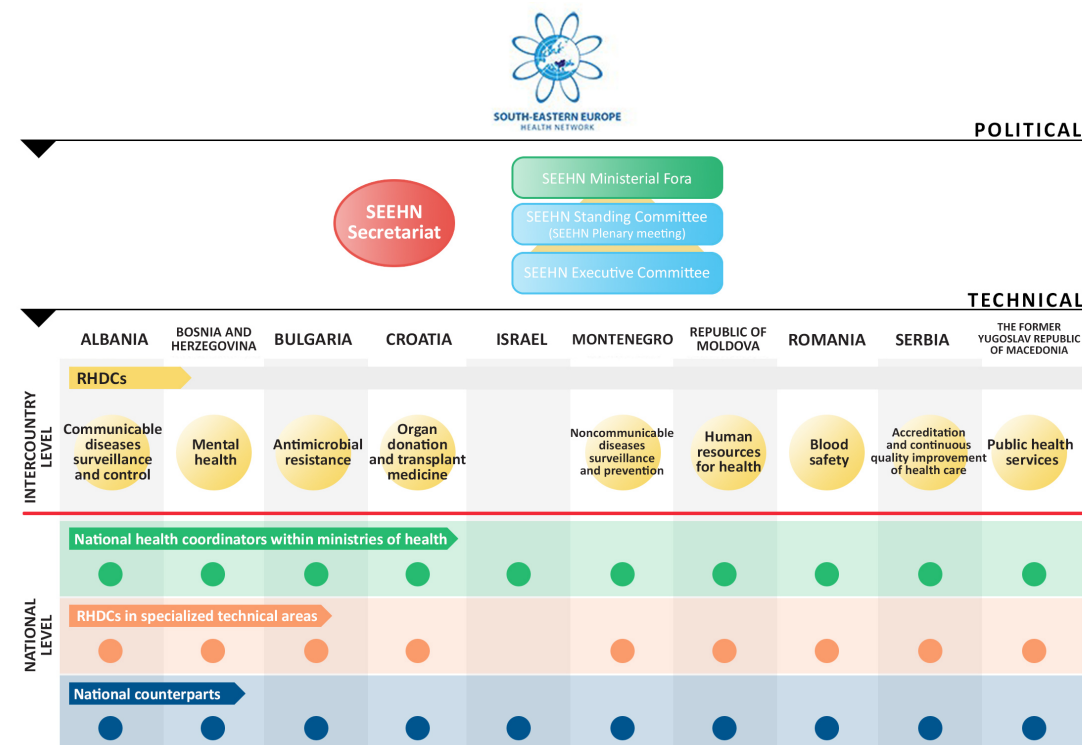 SOUTH-EASTERN EUROPE
HEALTH NETWORK
POLITICAL
SEEHN
Secretariat
SEEHN Ministerial Fora
SEEHN Standing Committee
(SEEHN Plenary meeting)
SEEHN Executive Committee
TECHNICAL
ALBANIA
BOSNIA AND
HERZEGOVINA
BULGARIA
CROATIA
ISRAEL
MONTENEGRO
REPUBLIC OF
MOLDOVA
ROMANIA
SERBIA
THE FORMER
YUGOSLAV REPUBLIC
OF MACEDONIA
INTERCOUNTRY
LEVEL
RHDCs
Communicable
diseases
surveillance
and control
Mental
health
Antimicrobial
resistance
Organ
donation
and transplant
medicine
Noncommunicable
diseases
surveillance
and prevention
Human
resources
for health
Blood
safety
Accreditation
and continuous
quality improvement
of health care
Public health
services
NATIONAL
LEVEL
National health coordinators within ministries of health
RHDCs in specialized technical areas
National counterparts